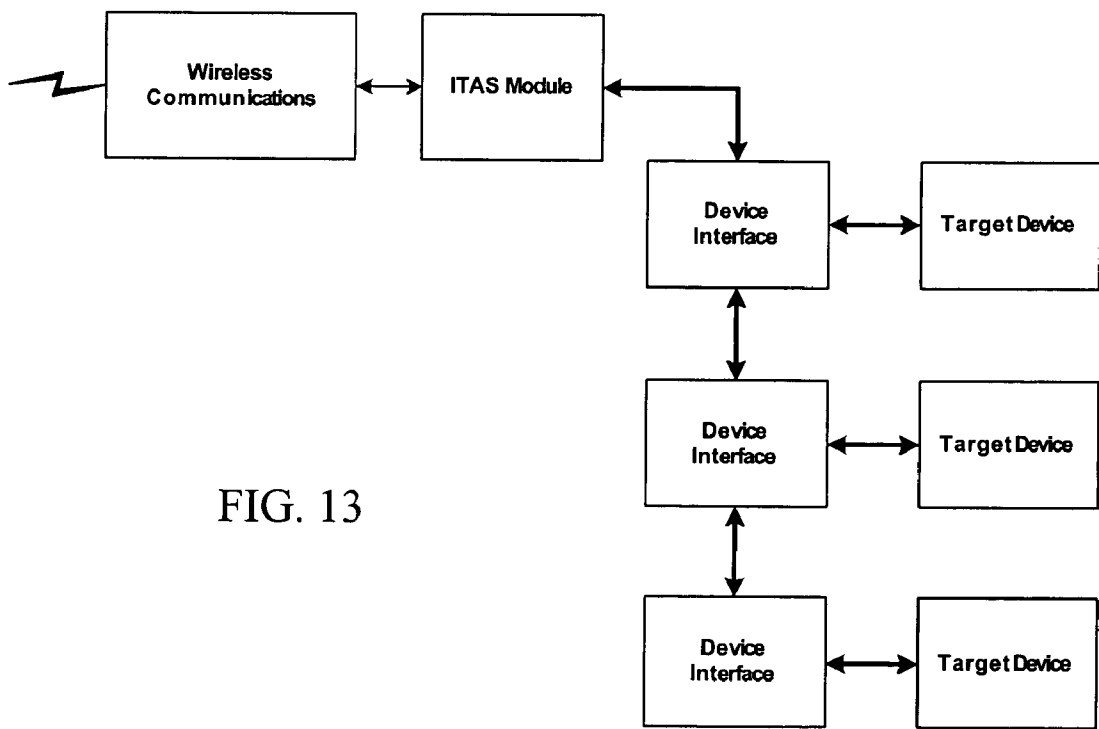 Wireless
Communications
ITAS Module
Device
Interface
Target Device
Device
Interface
Target Device
FIG. 13
Device
Interface
Target Device